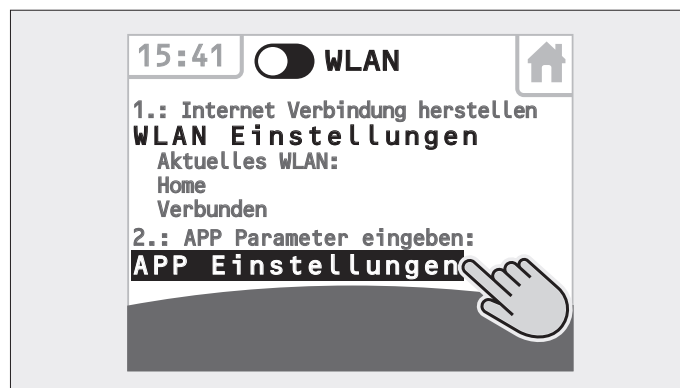 15:41 WLAN
1.: Internet Verbindung herstellen
WLAN Einstellungen
Aktuelles WLAN:
Home
Verbunden
2.: APP Parameter eingeben:
APP Einstellungen